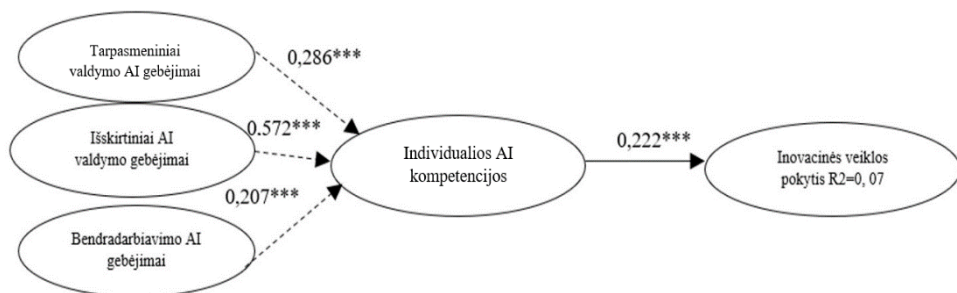 Tarpasmeniniai
valdymo AI gebėjimai
0,286***
Išskirtiniai AI
valdymo gebėjimai
0.572***
Bendradarbiavimo AI
gebėjimai
0,207***
Individualios AI
kompetencijos
0,222***
Inovacinės veiklos
pokytis R2=0, 07